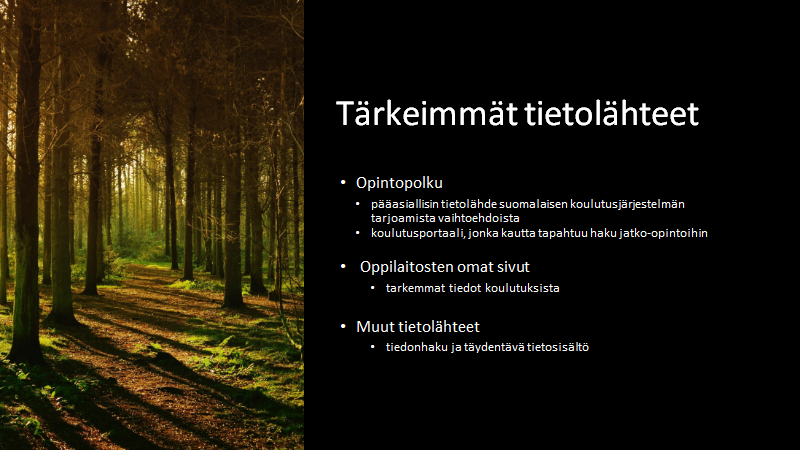 Tärkeimmät tietolähteet
• Opintopolku
• pääasiallisin tietolähde suomalaisen koulutusjärjestelmän
tarjoamista vaihtoehdoista
• koulutusportaali, jonka kautta tapahtuu haku jatko-opintoihin
• Oppilaitosten omat sivut
• tarkemmat tiedot koulutuksista
• Muut tietolähteet
• tiedonhaku ja täydentävä tietosisältö